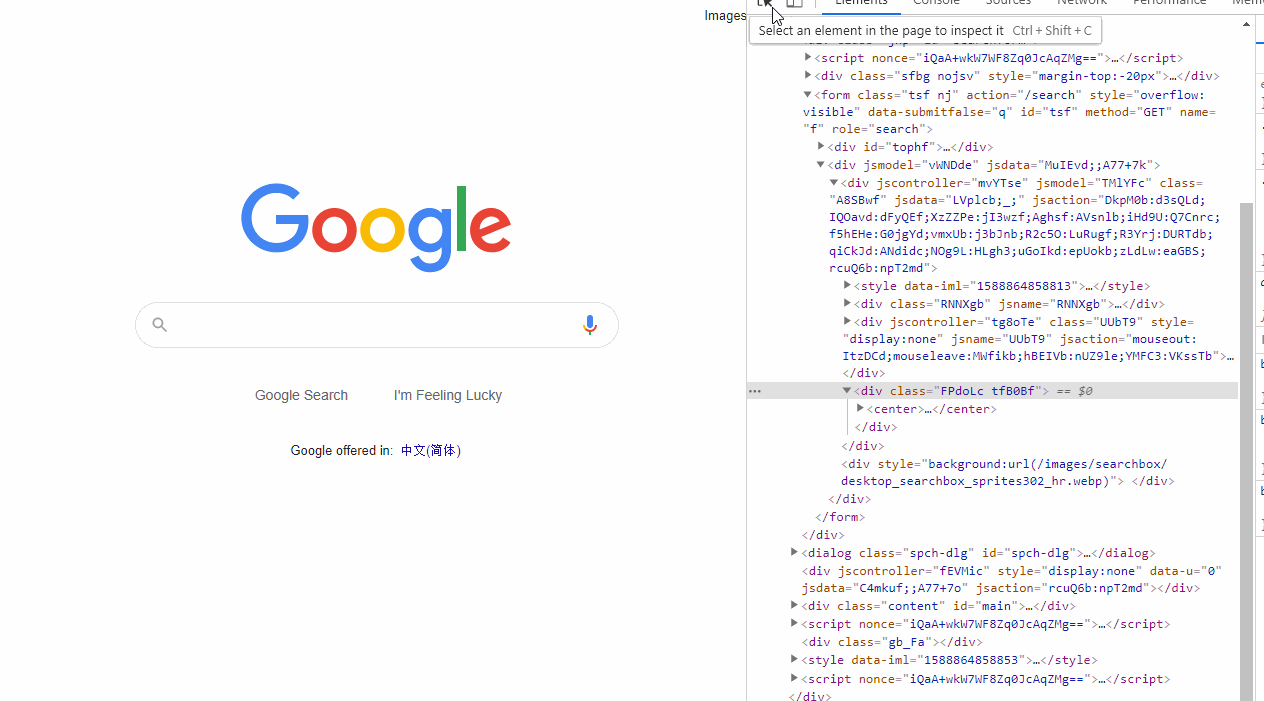 Images
Google
Google Search
I'm Feeling Lucky
Google offered in: 中文(简体)
Elements Console Sources Network Performance
Select an element in the page to inspect it Ctrl + Shift + C
<script nonce="iQaA+wkW7WF8Zq0JcAqZMg==">…</script>
<div class="sfbg nojsv" style="margin-top:-20px">…</div>
<form class="tsf nj" action="/search" style="overflow:
visible" data-submitfalse="q" id="tsf" method="GET" name=
"f" role="search">
<div id="tophf">…</div>
<div jsmodel="vWNDde" jsdata="MuIEvd;;A77+7k">
<div jscontroller="mvYTse" jsmodel="TMlYFc" class=
"A8SBwf" jsdata="LVplcb;_;" jsaction="DkpM0b:d3sQLd;
IQOavd:dFyQEf;XzZZPe:jI3wzf;Aghsf:AVsnlb;iHd9U:Q7Cnrc;
f5hEHe:G0jgYd;vmxUb:j3bJnb;R2c5O:LuRugf;R3Yrj:DURTdb;
qiCkJd:ANdidc;NOg9L:HLgh3;uGoIkd:epUokb;zLdLw:eaGBS;
rcuQ6b:npT2md">
<style data-iml="1588864858813">…</style>
<div class="RNNXgb" jsname="RNNXgb">…</div>
<div jscontroller="tg8oTe" class="UUbT9" style=
"display:none" jsname="UUbT9" jsaction="mouseout:
ItzDCd;mouseleave:MWfikb;hBEIVb:nUZ9le;YMFC3:VKssTb">…
</div>
<div class="FPdoLc tfB0Bf"> == $0
<center>…</center>
</div>
</div>
<div style="background:url(/images/searchbox/
desktop_searchbox_sprites302_hr.webp)"> </div>
</div>
</form>
</div>
<dialog class="spch-dlg" id="spch-dlg">…</dialog>
<div jscontroller="fEVMic" style="display:none" data-u="0"
jsdata="C4mkuf;;A77+7o" jsaction="rcuQ6b:npT2md"></div>
<div class="content" id="main">…</div>
<script nonce="iQaA+wkW7WF8Zq0JcAqZMg==">…</script>
<div class="gb_Fa"></div>
<style data-iml="1588864858853">…</style>
<script nonce="iQaA+wkW7WF8Zq0JcAqZMg==">…</script>
</div>